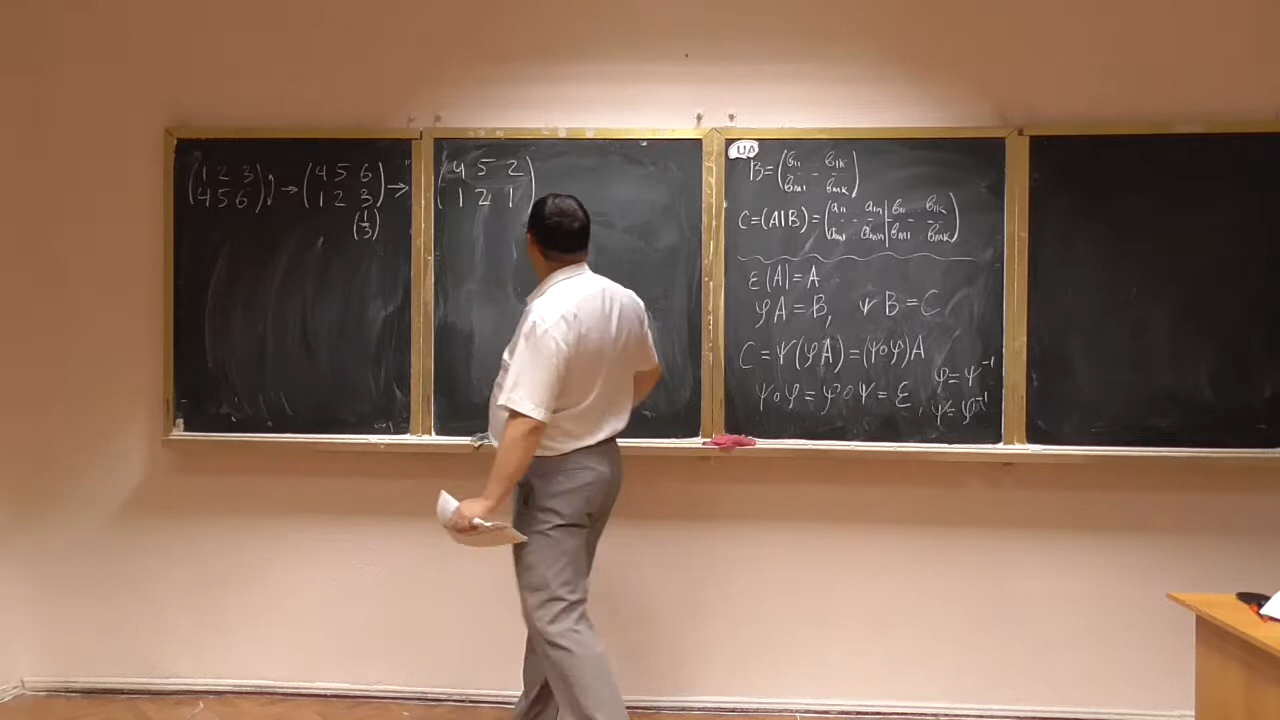 (1 2 3
4 5 6) → (4 5 6
1 2 3) →
(1/3)
(4 5 2
1 2 1)
UA
B = (b₁₁ -- b₁ₖ
bₘ₁ -- bₘₖ)
C = (A|B) = (a₁₁ .. a₁ₙ | b₁₁ .. b₁ₖ
aₘ₁ .. aₘₙ | bₘ₁ -- bₘₖ)
ε(A) = A
φA = B, ψB = C
C = ψ(φA) = (ψ∘φ)A
ψ∘φ = φ∘ψ = ε, φ = ψ⁻¹
ψ = φ⁻¹